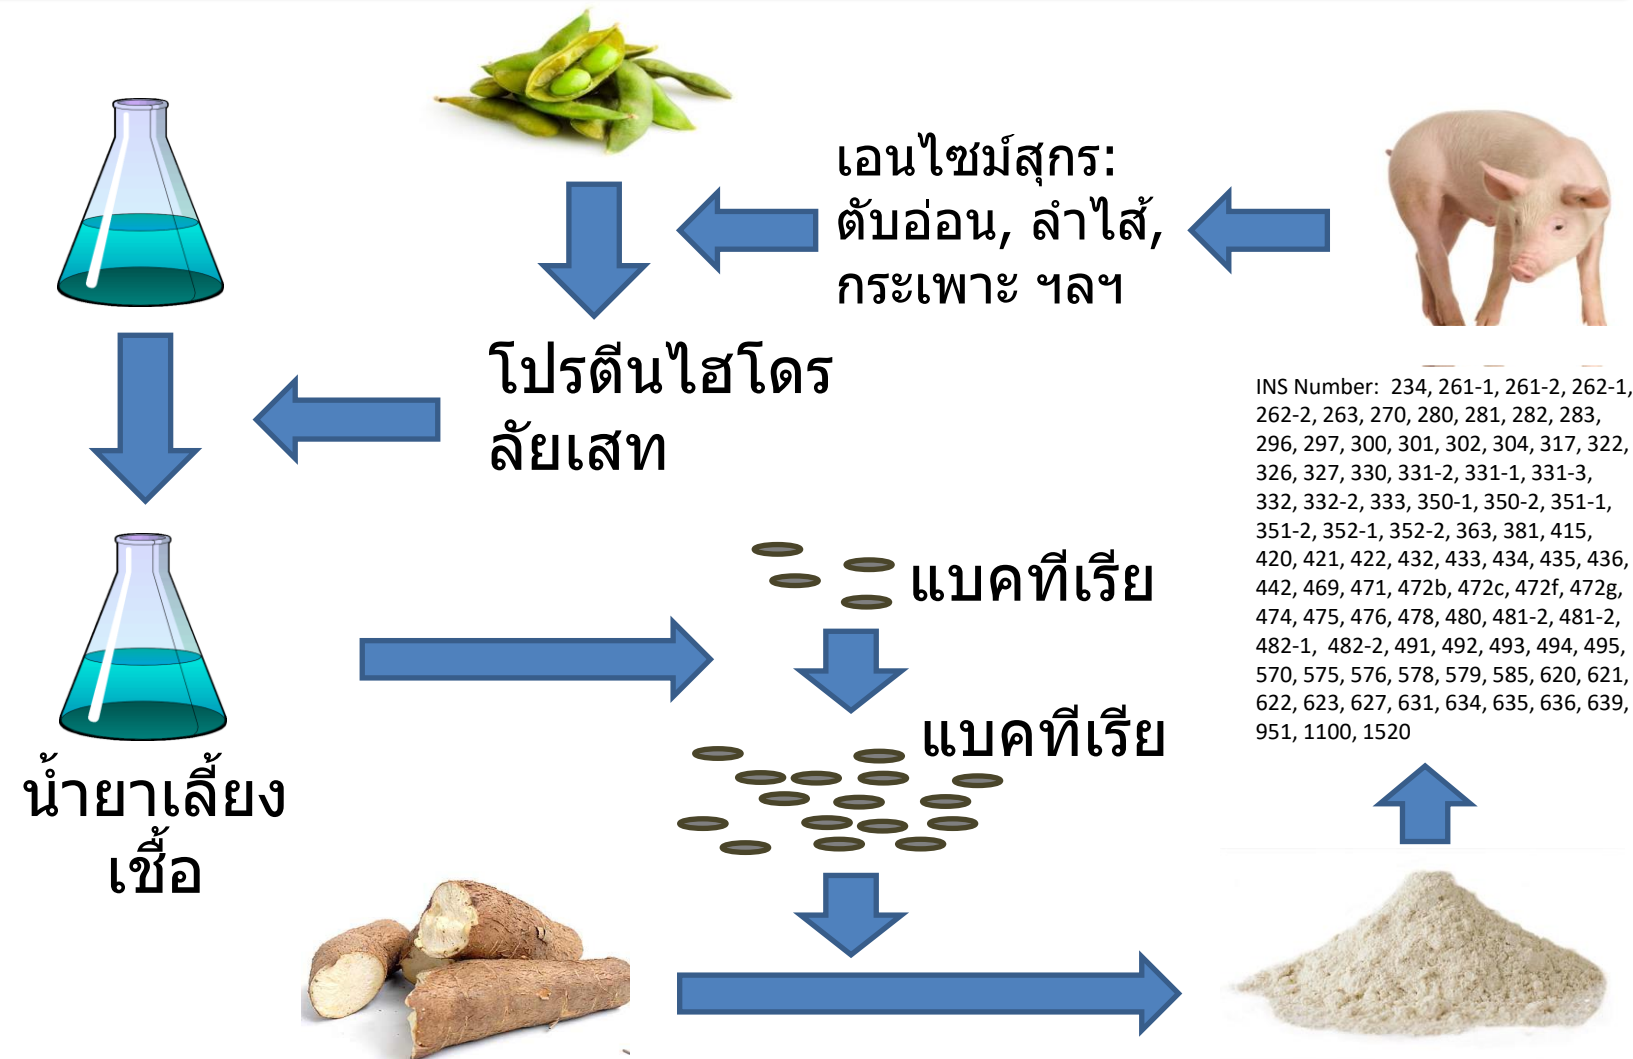 เอนไซม์สุกร:
ตับอ่อน, ลำไส้,
กระเพาะ ฯลฯ
โปรตีนไฮโดร
ลัยเสท
INS Number:  234, 261-1, 261-2, 262-1,
262-2, 263, 270, 280, 281, 282, 283,
296, 297, 300, 301, 302, 304, 317, 322,
326, 327, 330, 331-2, 331-1, 331-3,
332, 332-2, 333, 350-1, 350-2, 351-1,
351-2, 352-1, 352-2, 363, 381, 415,
420, 421, 422, 432, 433, 434, 435, 436,
442, 469, 471, 472b, 472c, 472f, 472g,
474, 475, 476, 478, 480, 481-2, 481-2,
482-1,  482-2, 491, 492, 493, 494, 495,
570, 575, 576, 578, 579, 585, 620, 621,
622, 623, 627, 631, 634, 635, 636, 639,
951, 1100, 1520
แบคทีเรีย
แบคทีเรีย
น้ำยาเลี้ยง
เชื้อ